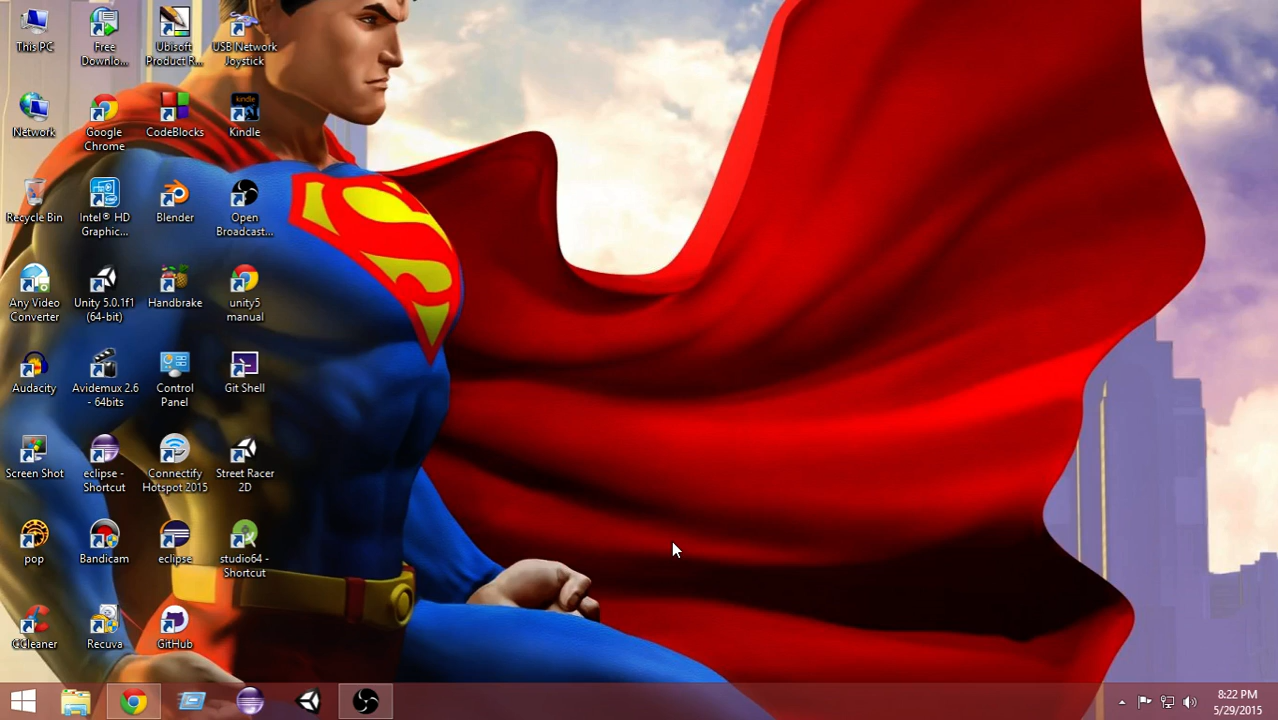 This PC
Free
Downlo...
Ubisoft
Product R...
USB Network
Joystick
Network
Google
Chrome
CodeBlocks
kindle
Kindle
Recycle Bin
Intel® HD
Graphic...
Blender
Open
Broadcast...
Any Video
Converter
Unity 5.0.1f1
(64-bit)
Handbrake
unity5
manual
Audacity
Avidemux 2.6
- 64bits
Control
Panel
Git Shell
Screen Shot
eclipse -
Shortcut
Connectify
Hotspot 2015
Street Racer
2D
pop
Bandicam
eclipse
studio64 -
Shortcut
CCleaner
Recuva
GitHub
S
8:22 PM
5/29/2015